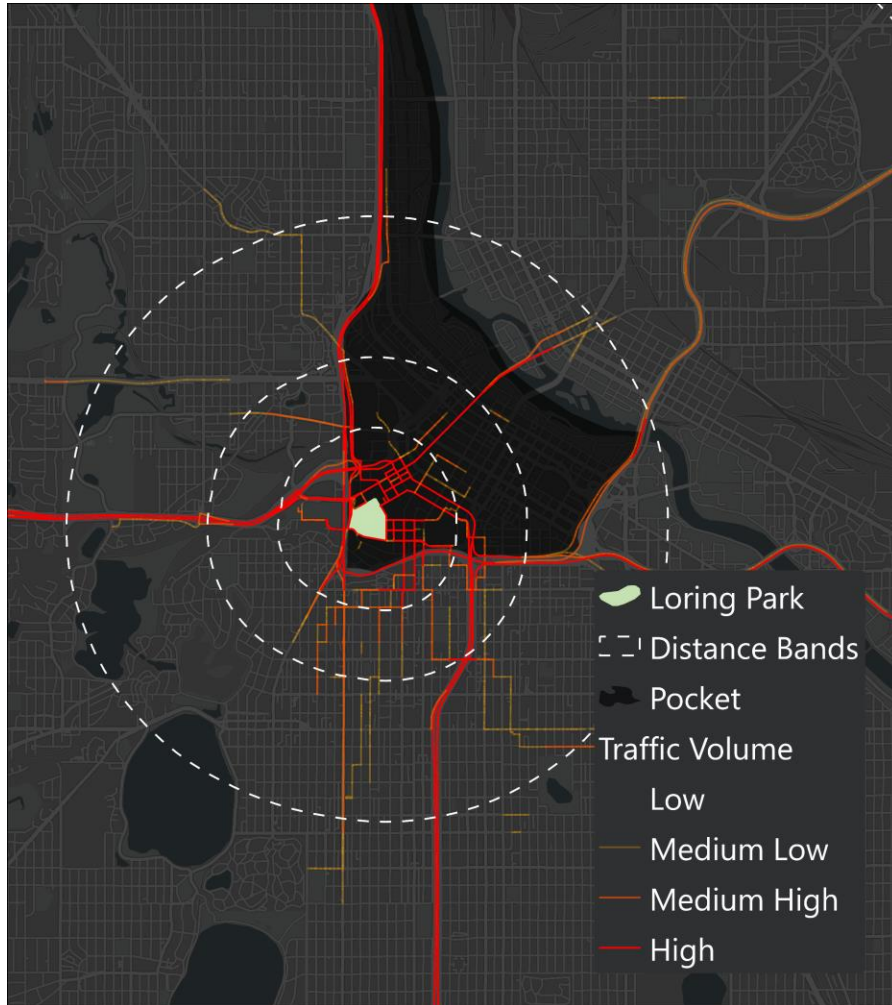 Loring Park
Distance Bands
Pocket
Traffic Volume
Low
Medium Low
Medium High
High